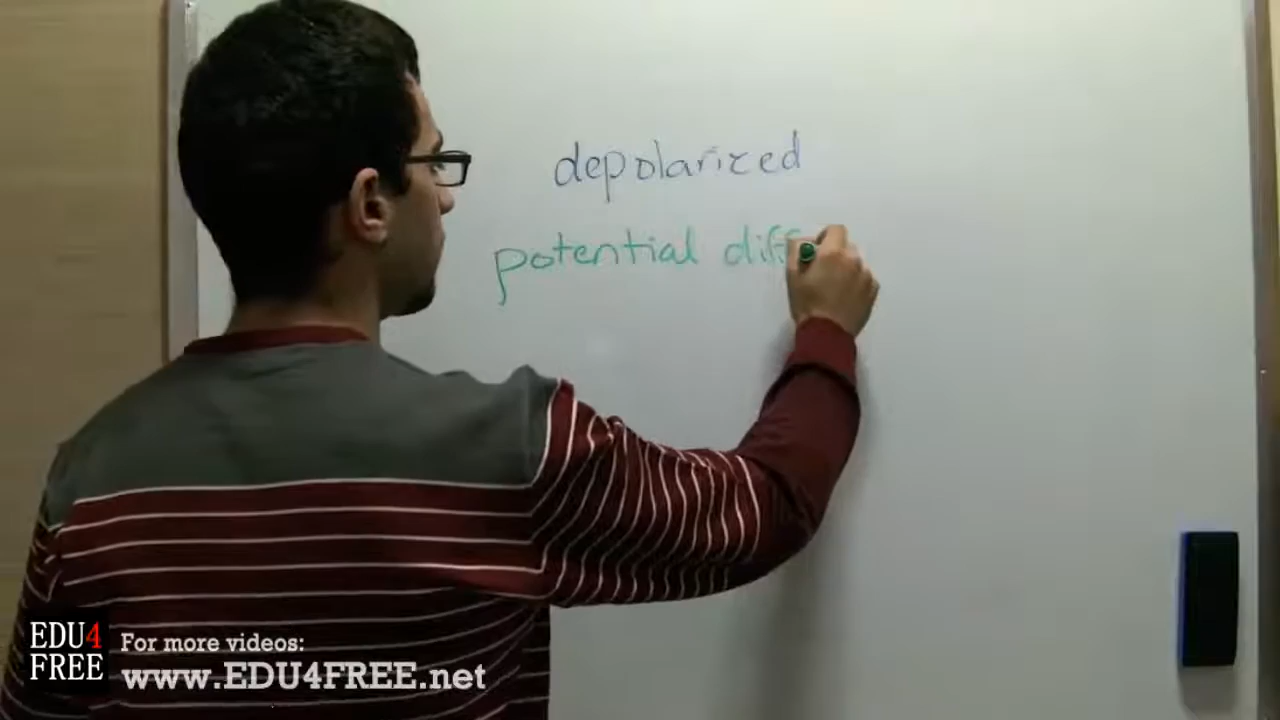 depolarized
potential diff
EDU4
FREE
For more videos:
www.EDU4FREE.net